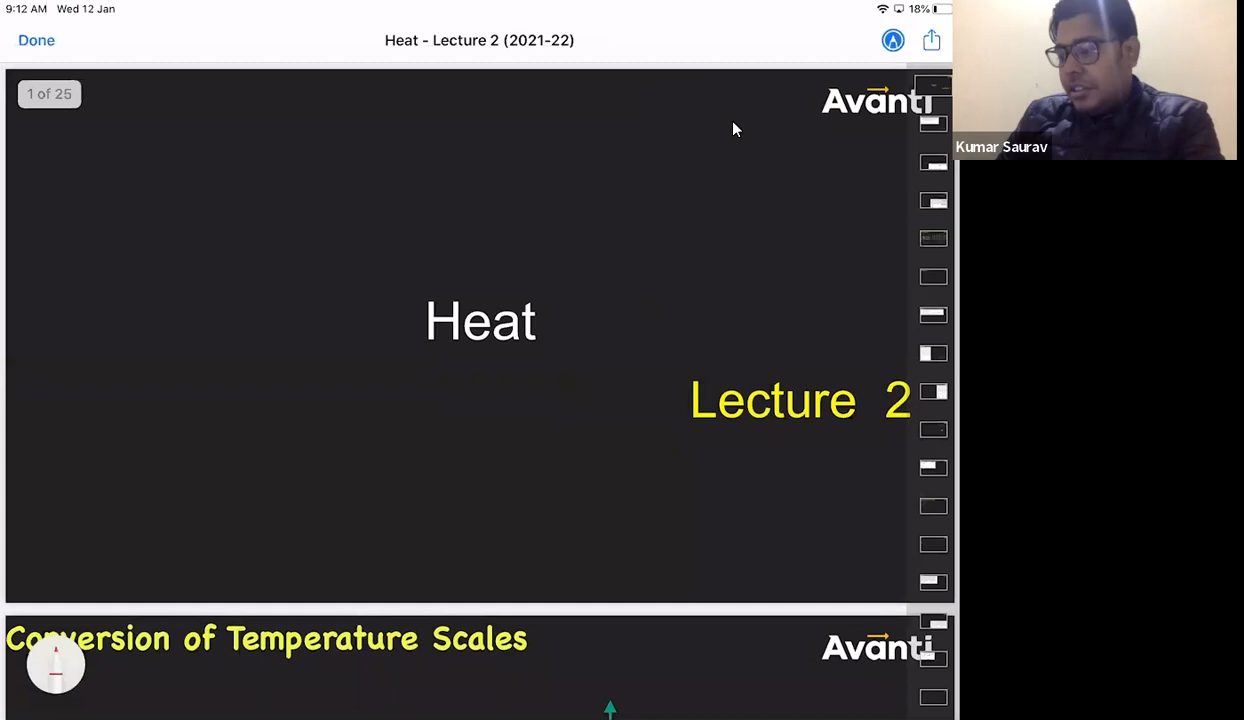 9:12 AM Wed 12 Jan
18%
Done
Heat - Lecture 2 (2021-22)
1 of 25
Avanti
Kumar Saurav
Heat
Lecture 2
Conversion of Temperature Scales
Avanti